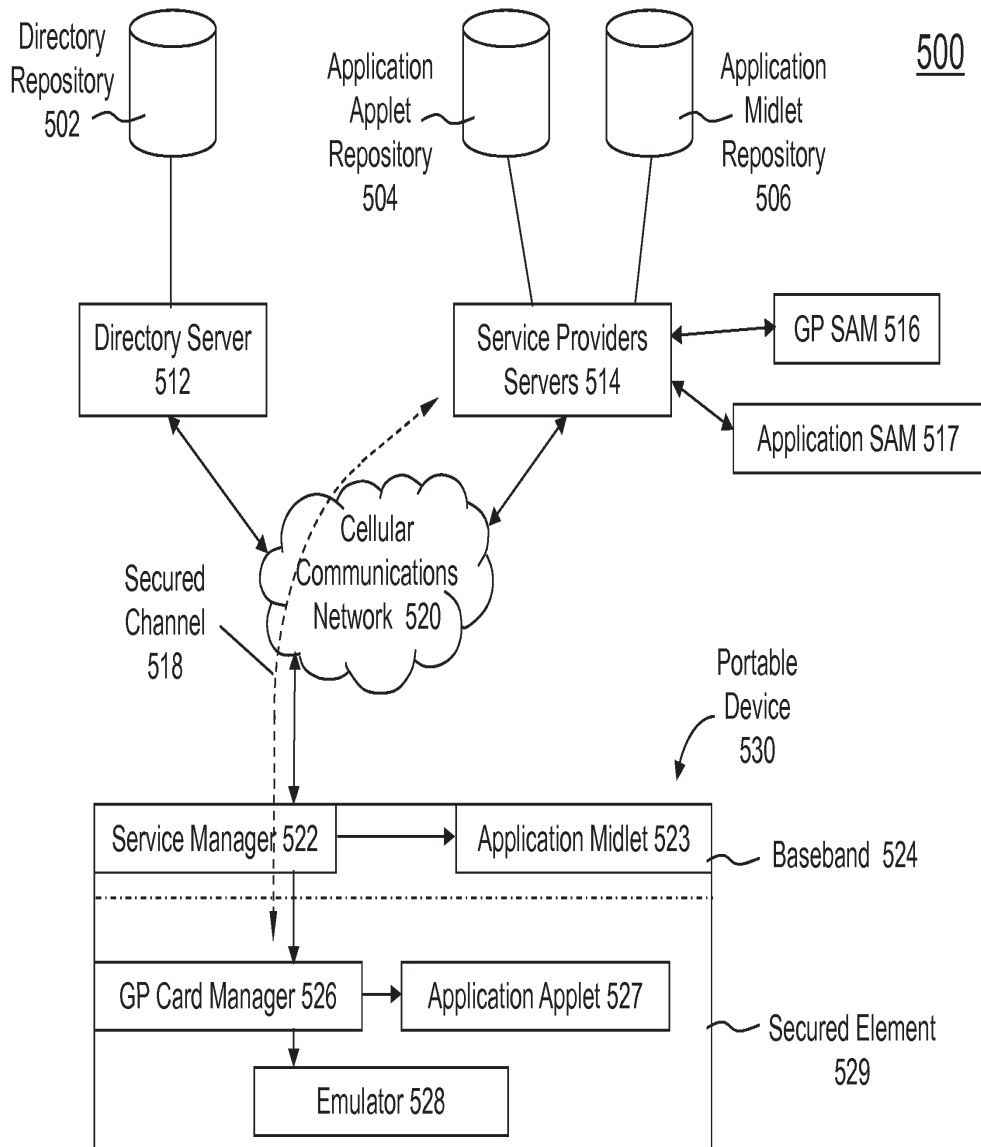 Directory
Repository
502
Application
Applet
Repository
504
Application
Midlet
Repository
506
500
Directory Server
512
Service Providers
Servers 514
GP SAM 516
Application SAM 517
Cellular
Communications
Network 520
Secured
Channel
518
Portable
Device
530
Service Manager 522
Application Midlet 523
Baseband 524
GP Card Manager 526
Application Applet 527
Secured Element
529
Emulator 528